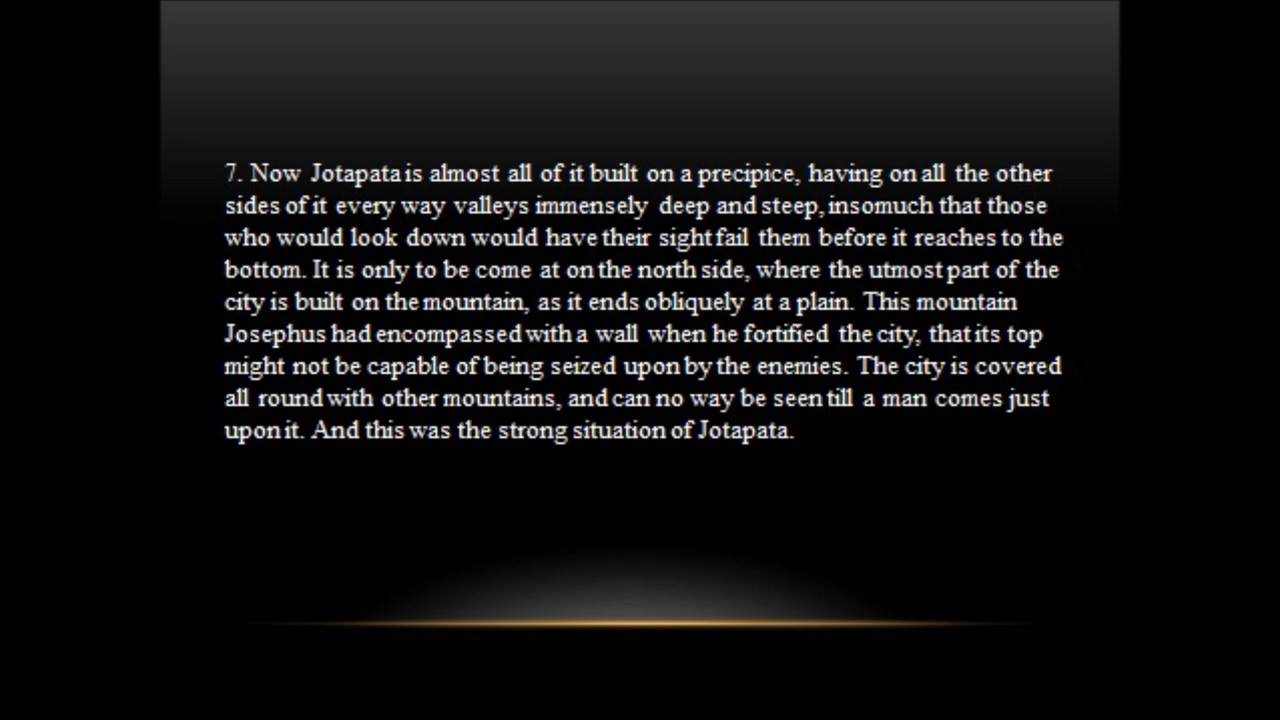 7. Now Jotapata is almost all of it built on a precipice, having on all the other
sides of it every way valleys immensely deep and steep, insomuch that those
who would look down would have their sight fail them before it reaches to the
bottom. It is only to be come at on the north side, where the utmost part of the
city is built on the mountain, as it ends obliquely at a plain. This mountain
Josephus had encompassed with a wall when he fortified the city, that its top
might not be capable of being seized upon by the enemies. The city is covered
all round with other mountains, and can no way be seen till a man comes just
upon it. And this was the strong situation of Jotapata.